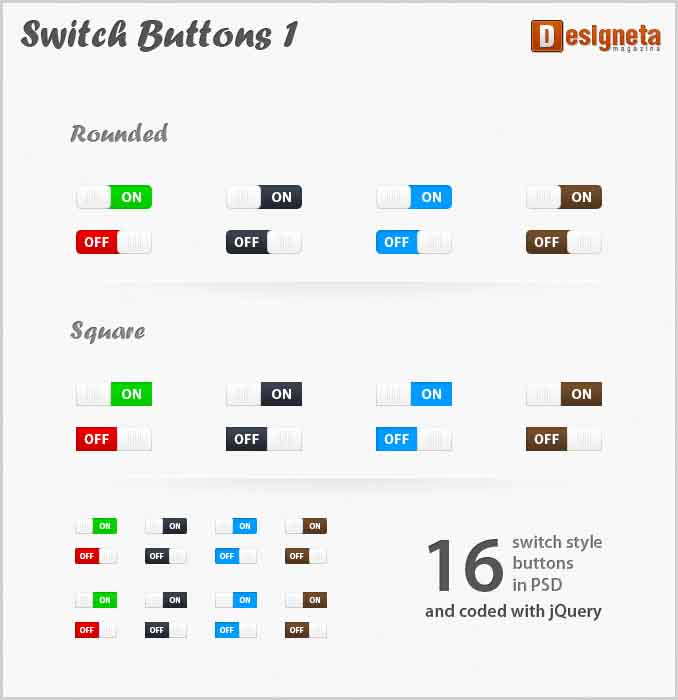 Switch Buttons 1
Designeta
magazine
Rounded
ON ON ON ON
OFF OFF OFF OFF
Square
ON ON ON ON
OFF OFF OFF OFF
ON ON ON ON
OFF OFF OFF OFF
ON ON ON ON
OFF OFF OFF OFF
16
switch style
buttons
in PSD
and coded with jQuery